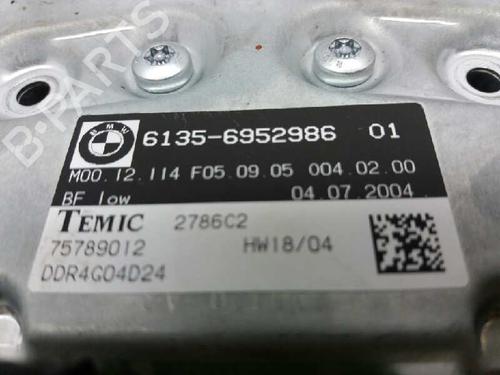 B-PARTS
BMW
6135-6952986 01
M00.12.114 F05.09.05 004.02.00
BF low 04.07.2004
TEMIC 2786C2
75789012 HW18/04
DDR4G04D24